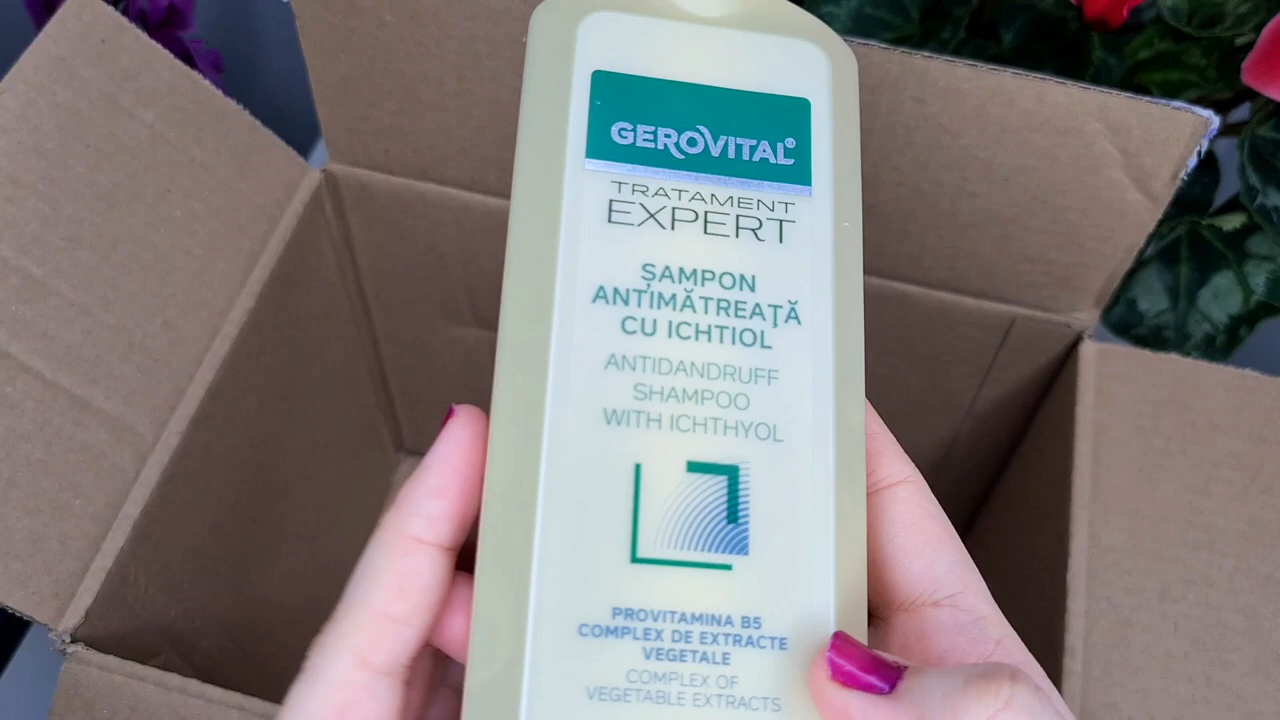 GEROVITAL®
TRATAMENT
EXPERT
ȘAMPON
ANTIMĂTREAŢĂ
CU ICHTIOL
ANTIDANDRUFF
SHAMPOO
WITH ICHTHYOL
PROVITAMINA B5
COMPLEX DE EXTRACTE
VEGETALE
COMPLEX OF
VEGETABLE EXTRACTS